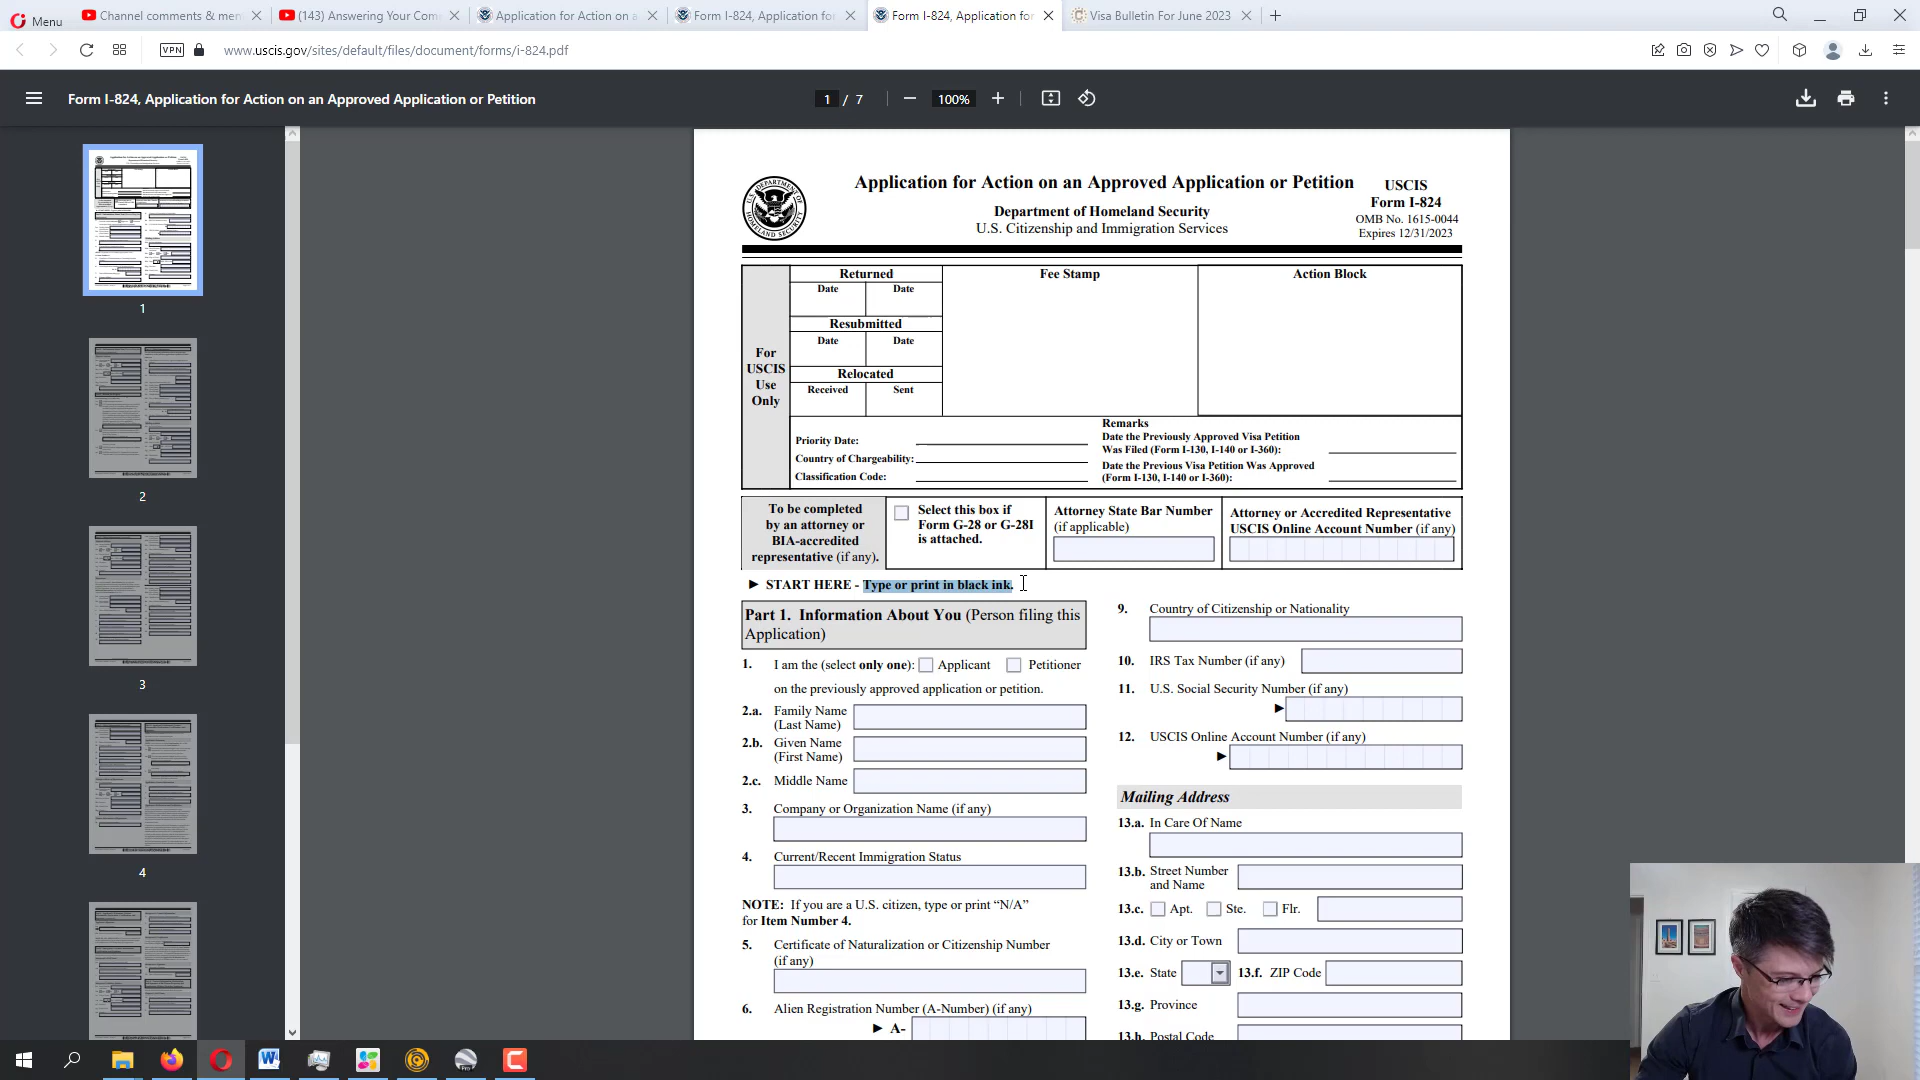 Menu
Channel comments & men
(143) Answering Your Com
Application for Action on a
Form I-824, Application fo
Form I-824, Application fo
Visa Bulletin For June 2023
VPN
www.uscis.gov/sites/default/files/document/forms/i-824.pdf
Form I-824, Application for Action on an Approved Application or Petition
1 / 7
100%
1
2
3
4
Application for Action on an Approved Application or Petition
Department of Homeland Security
U.S. Citizenship and Immigration Services
USCIS
Form I-824
OMB No. 1615-0044
Expires 12/31/2023
For
USCIS
Use
Only
Returned
Date Date
Resubmitted
Date Date
Relocated
Received Sent
Fee Stamp
Action Block
Priority Date:
Country of Chargeability:
Classification Code:
Remarks
Date the Previously Approved Visa Petition
Was Filed (Form I-130, I-140 or I-360):
Date the Previous Visa Petition Was Approved
(Form I-130, I-140 or I-360):
To be completed
by an attorney or
BIA-accredited
representative (if any).
Select this box if
Form G-28 or G-28I
is attached.
Attorney State Bar Number
(if applicable)
Attorney or Accredited Representative
USCIS Online Account Number (if any)
► START HERE - Type or print in black ink.
Part 1. Information About You (Person filing this
Application)
1. I am the (select only one): Applicant Petitioner
on the previously approved application or petition.
2.a. Family Name
(Last Name)
2.b. Given Name
(First Name)
2.c. Middle Name
3. Company or Organization Name (if any)
4. Current/Recent Immigration Status
NOTE: If you are a U.S. citizen, type or print “N/A”
for Item Number 4.
5. Certificate of Naturalization or Citizenship Number
(if any)
6. Alien Registration Number (A-Number) (if any)
► A-
9. Country of Citizenship or Nationality
10. IRS Tax Number (if any)
11. U.S. Social Security Number (if any)
►
12. USCIS Online Account Number (if any)
►
Mailing Address
13.a. In Care Of Name
13.b. Street Number
and Name
13.c. Apt. Ste. Flr.
13.d. City or Town
13.e. State 13.f. ZIP Code
13.g. Province
13.h. Postal Code